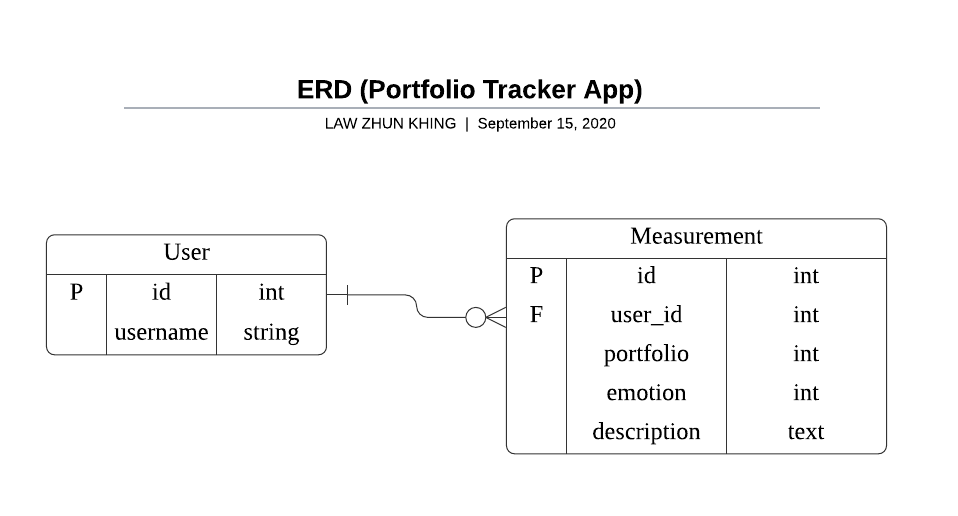 ERD (Portfolio Tracker App)
LAW ZHUN KHING | September 15, 2020
User
P id int
username string
Measurement
P id int
F user_id int
portfolio int
emotion int
description text